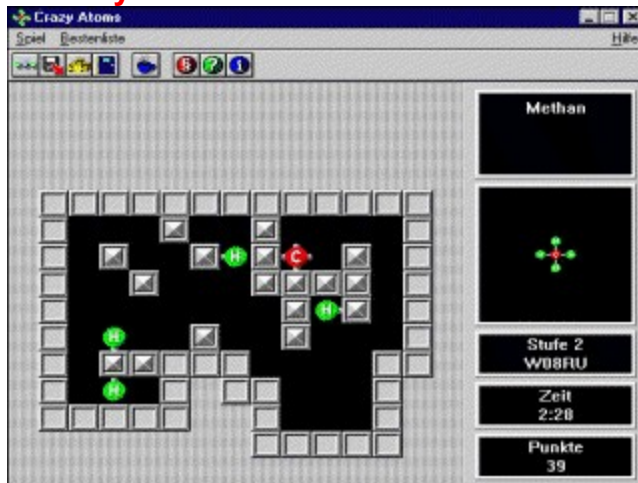 Crazy Atoms
Spiel Bestenliste Hilfe
Methan
H C
H
H
H
Stufe 2
W08RU
Zeit
2:28
Punkte
39